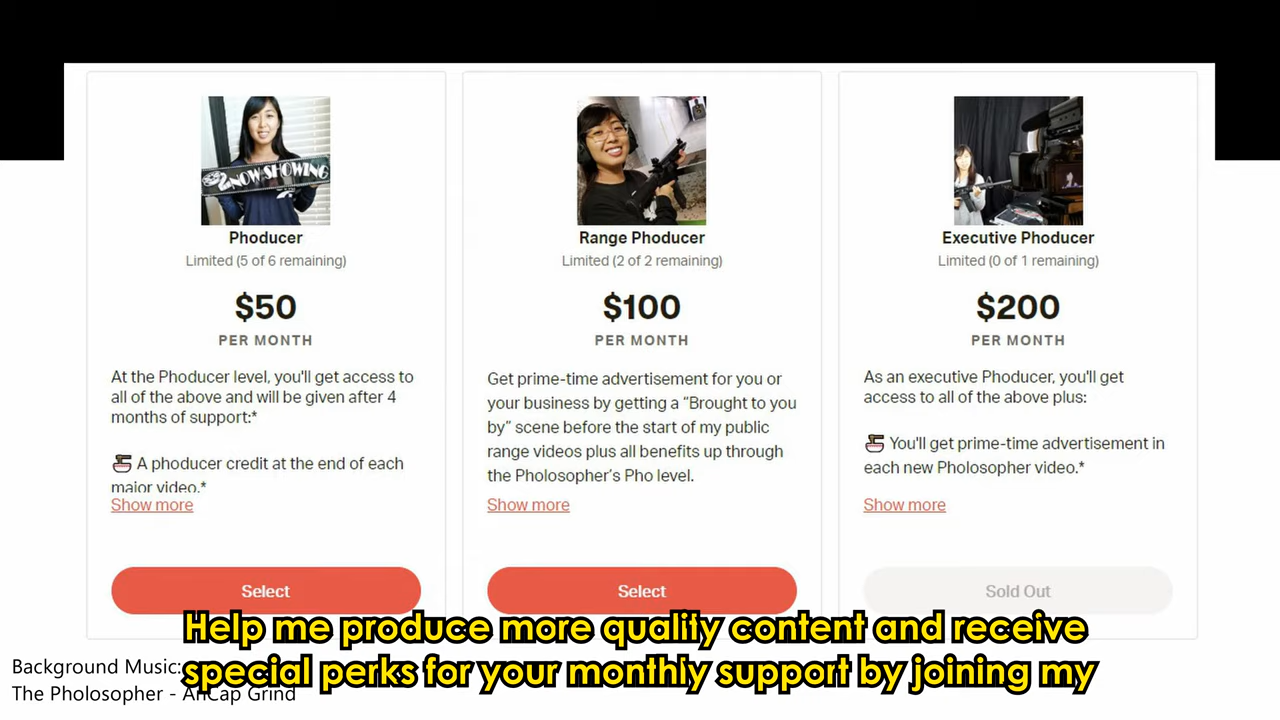 NOW SHOWING
Phoducer
Limited (5 of 6 remaining)
$50
PER MONTH
At the Phoducer level, you'll get access to
all of the above and will be given after 4
months of support:*
A phoducer credit at the end of each
major video.*
Show more
Select
Range Phoducer
Limited (2 of 2 remaining)
$100
PER MONTH
Get prime-time advertisement for you or
your business by getting a “Brought to you
by” scene before the start of my public
range videos plus all benefits up through
the Pholosopher’s Pho level.
Show more
Select
Executive Phoducer
Limited (0 of 1 remaining)
$200
PER MONTH
As an executive Phoducer, you'll get
access to all of the above plus:
You'll get prime-time advertisement in
each new Pholosopher video.*
Show more
Sold Out
Help me produce more quality content and receive
special perks for your monthly support by joining my
Background Music:
The Pholosopher - AnCap Grind